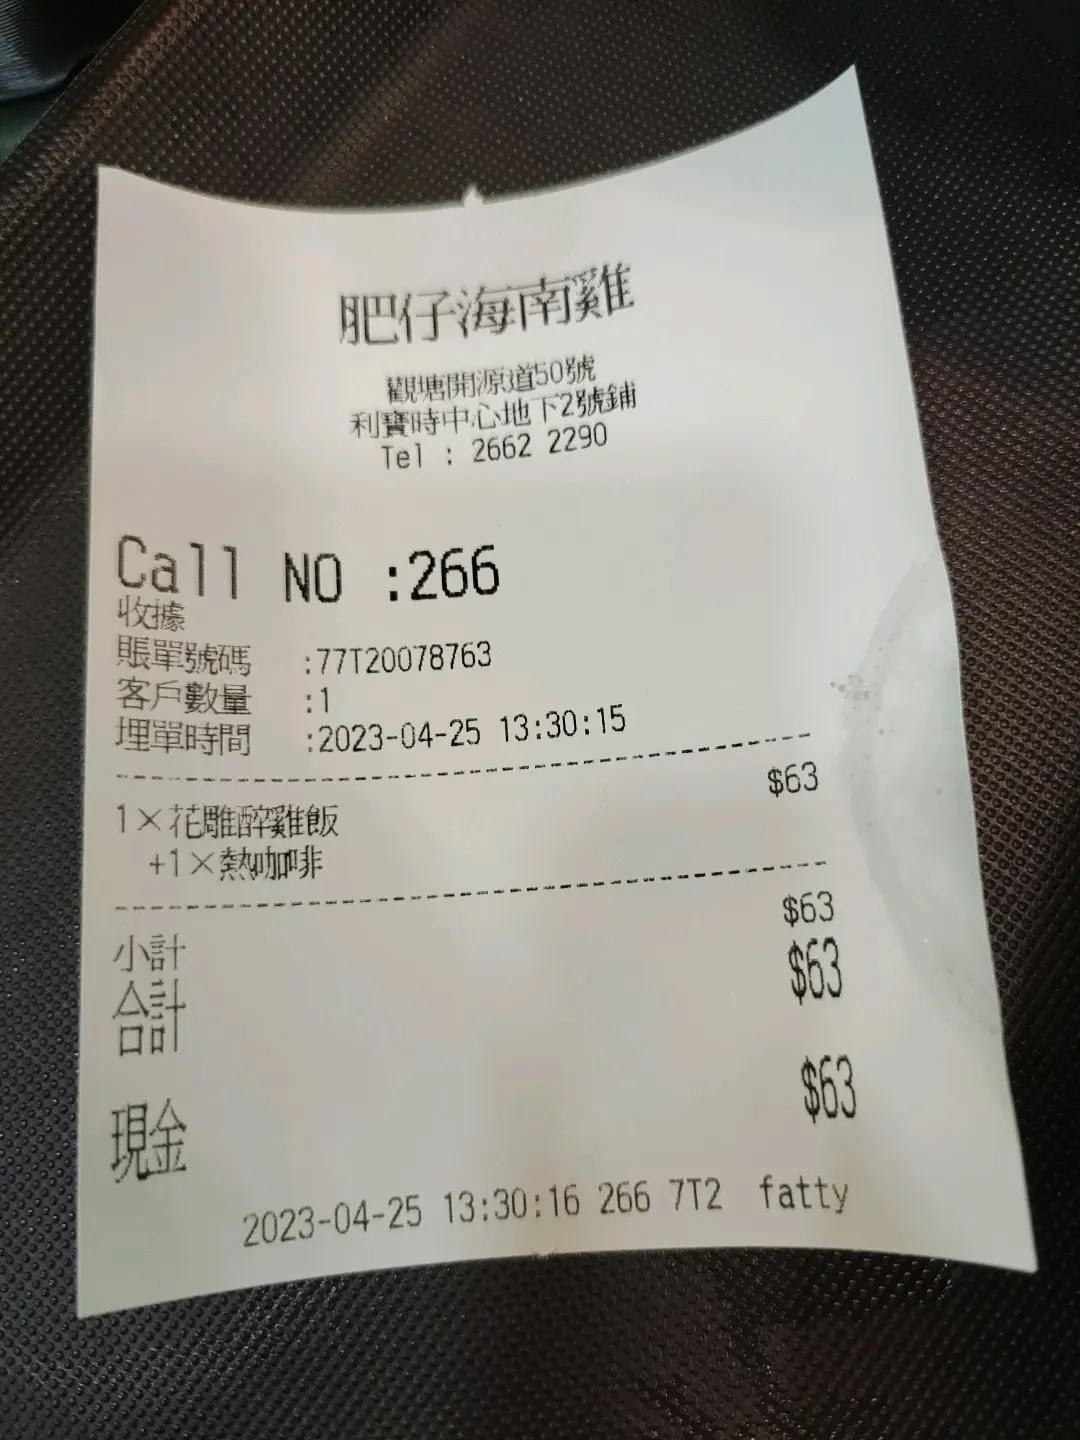 肥仔海南雞
觀塘開源道50號
利寶時中心地下2號鋪
Tel : 2662 2290
Call NO :266
收據
賬單號碼 :77T20078763
客戶數量 :1
埋單時間 :2023-04-25 13:30:15
$63
1×花雕醉雞飯
+1×熱咖啡
小計 $63
合計 $63
現金 $63
2023-04-25 13:30:16 266 7T2 fatty